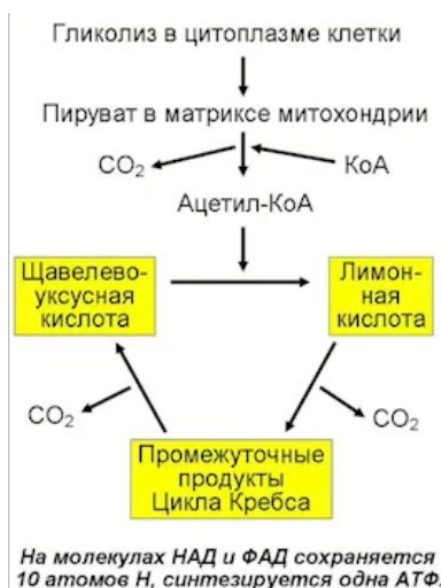 Гликолиз в цитоплазме клетки
Пируват в матриксе митохондрии
CO₂
КоА
Ацетил-КоА
Щавелево-
уксусная
кислота
Лимон-
ная
кислота
CO₂
CO₂
Промежуточные
продукты
Цикла Кребса
На молекулах НАД и ФАД сохраняется
10 атомов Н, синтезируется одна АТФ.